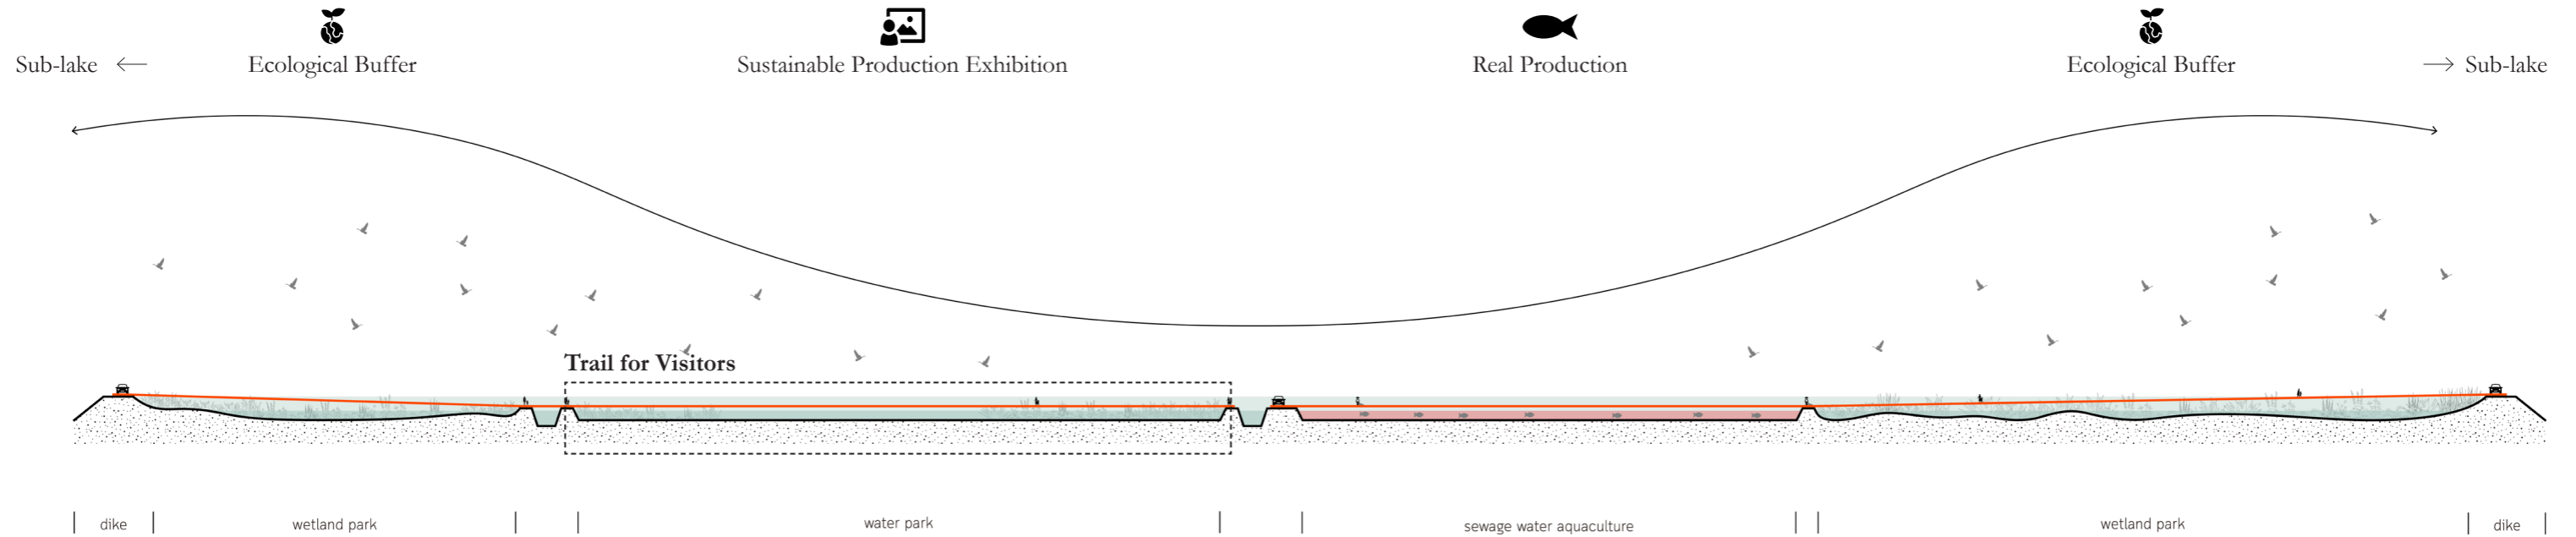 Sub-lake ←
Ecological Buffer
Sustainable Production Exhibition
Real Production
Ecological Buffer
→ Sub-lake
Trail for Visitors
dike
wetland park
water park
sewage water aquaculture
wetland park
dike